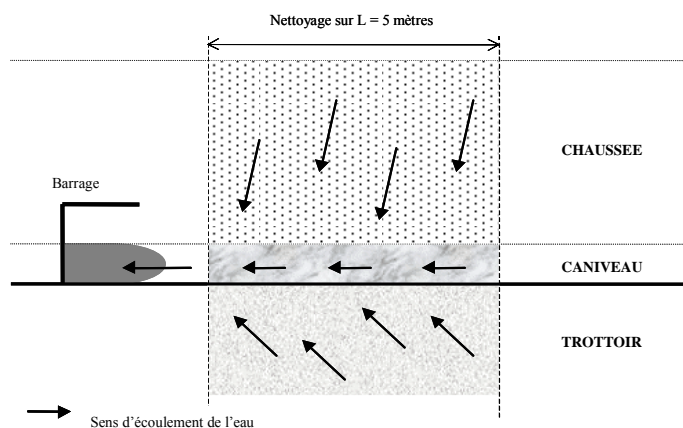 Nettoyage sur L = 5 mètres
CHAUSSEE
Barrage
CANIVEAU
TROTTOIR
Sens d'écoulement de l'eau